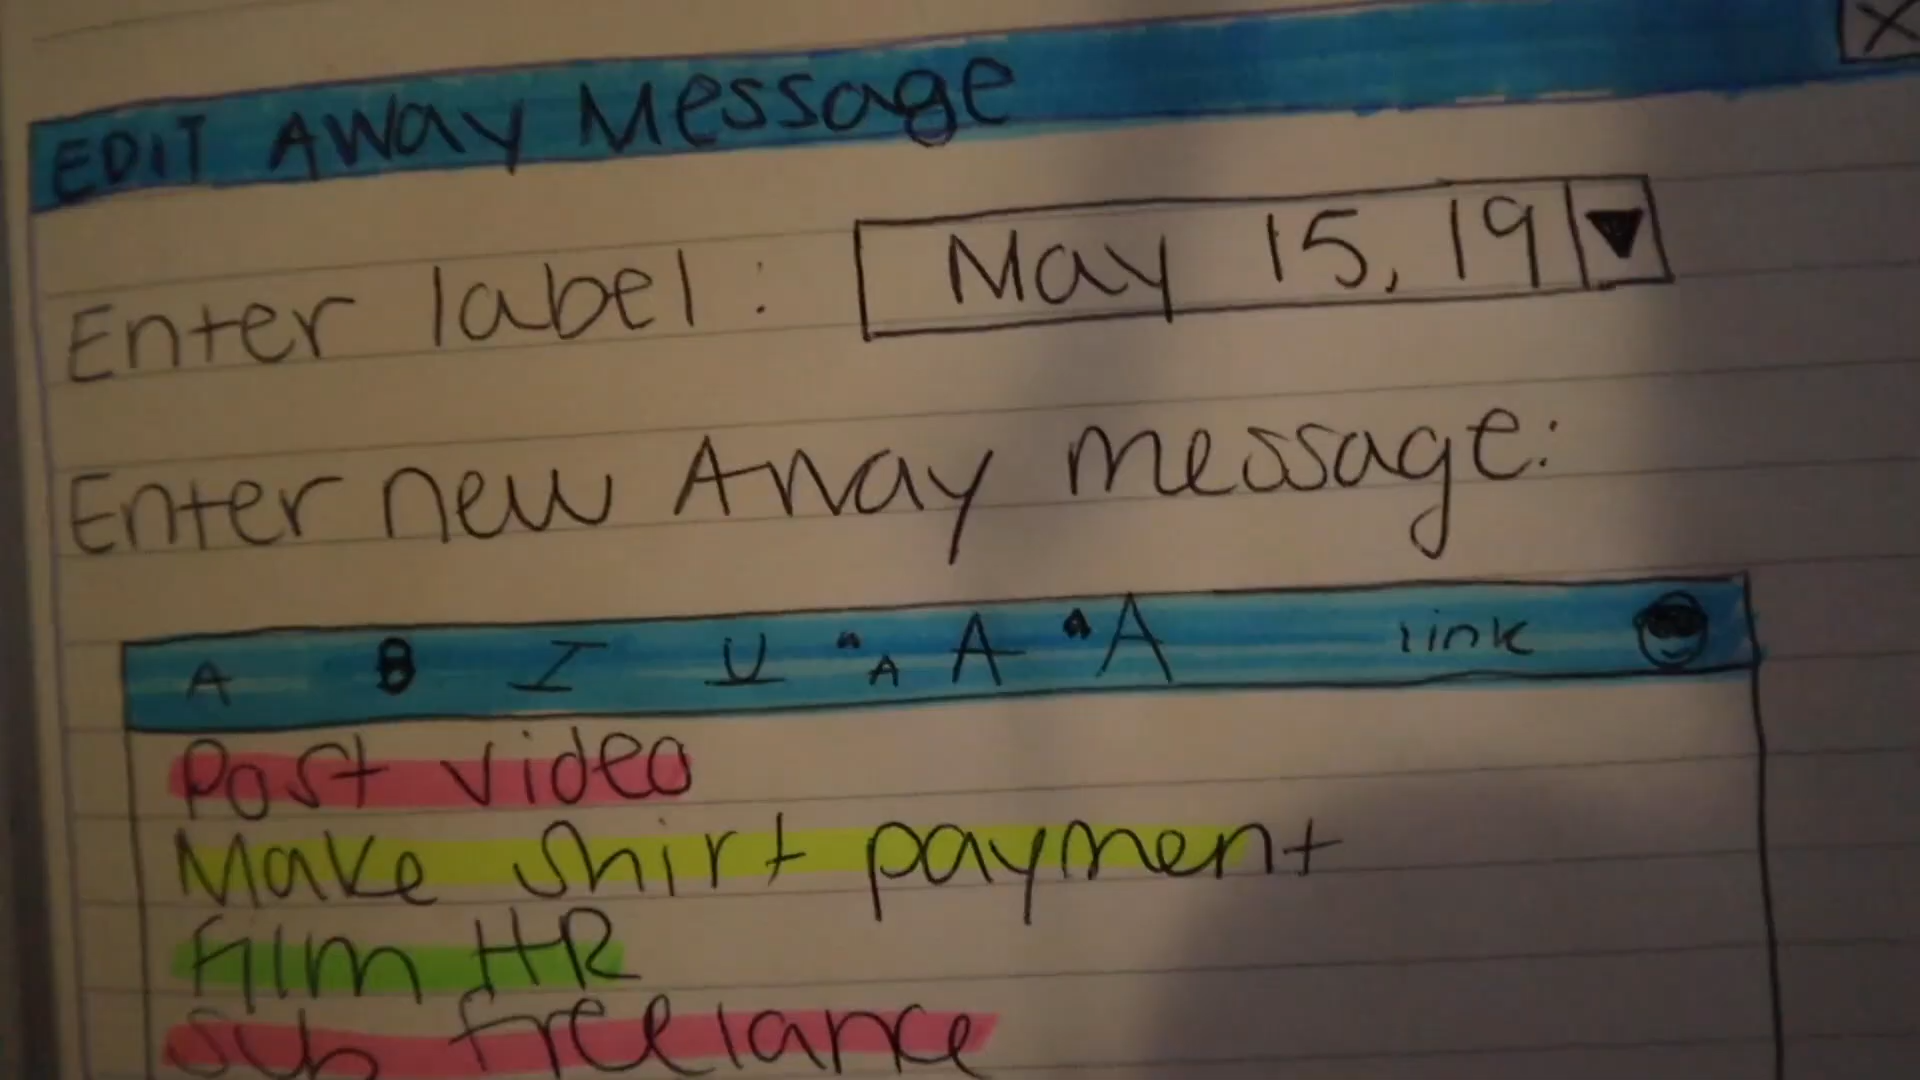 EDIT AWAY MESSAGE
X
Enter label: May 15, 19
Enter new Away message:
A B I U A A A A link
Post video
Make shirt payment
Film HR
Sub freelance